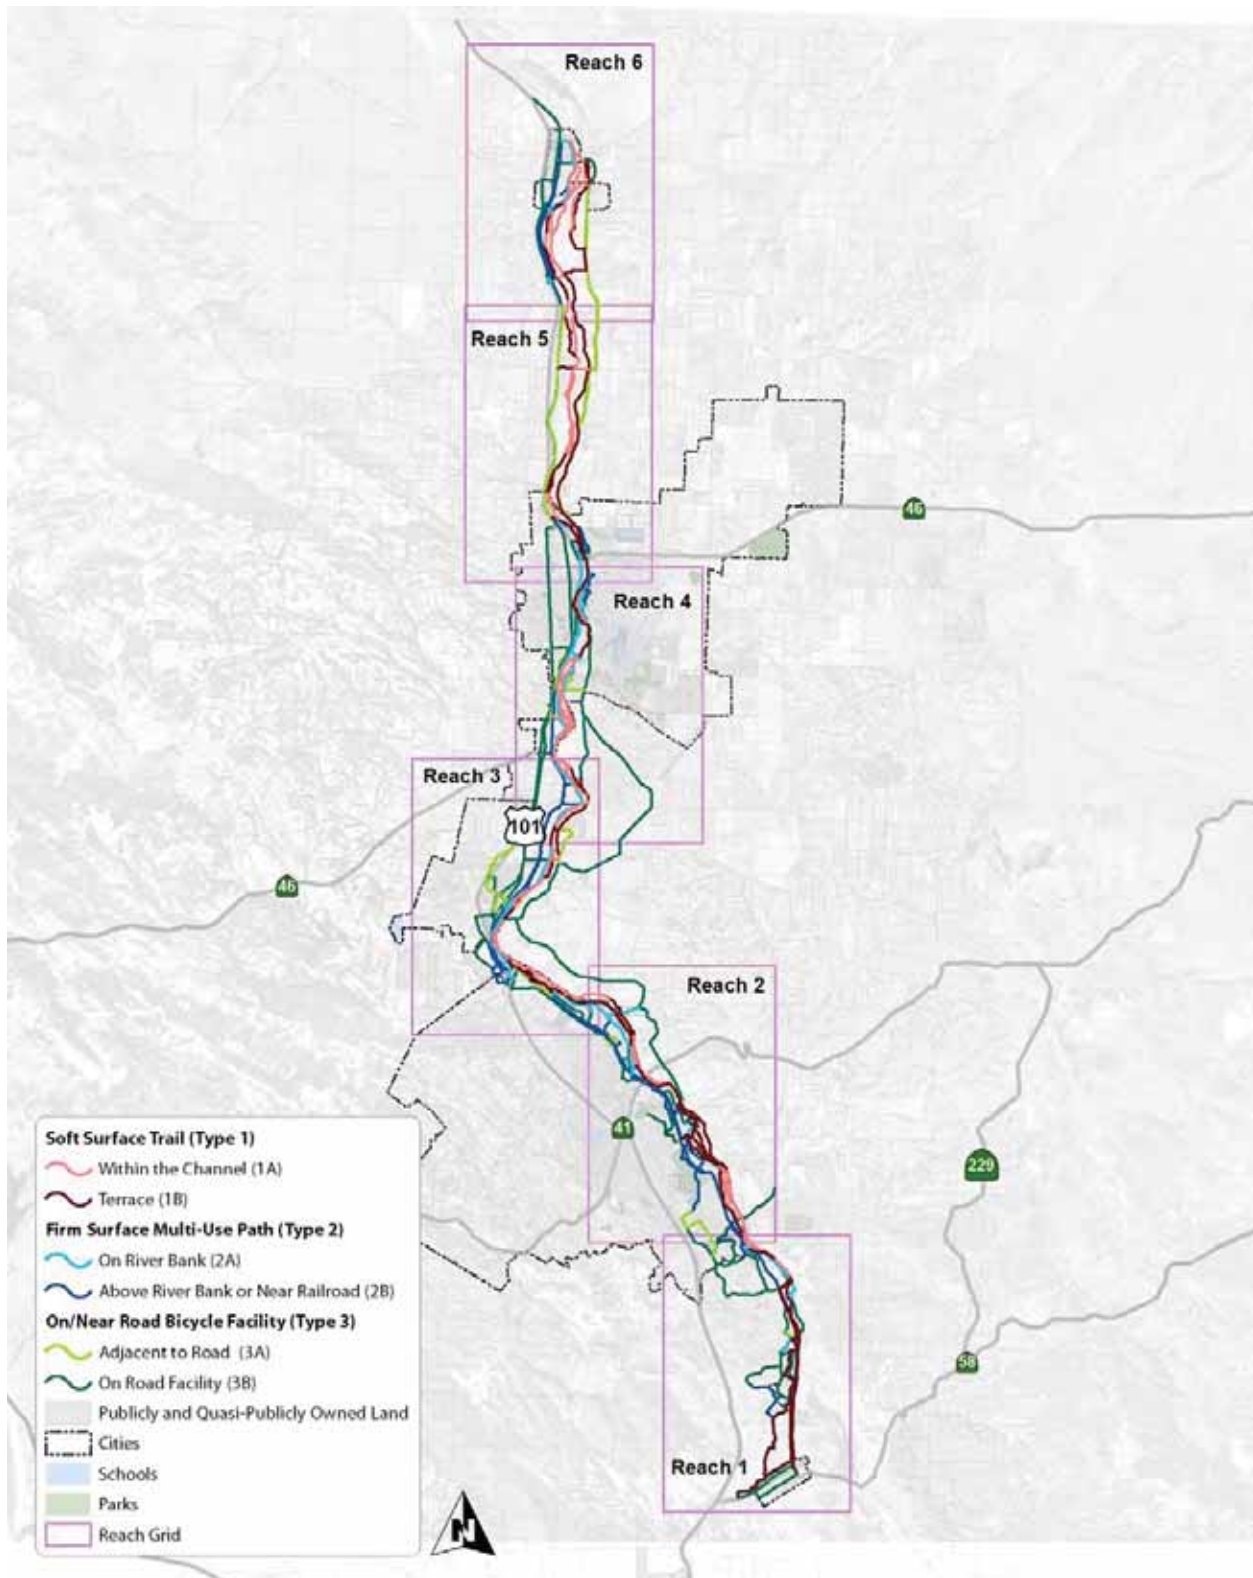 Reach 6
Reach 5
46
Reach 4
Reach 3
101
46
Reach 2
41
229
58
Reach 1
Soft Surface Trail (Type 1)
Within the Channel (1A)
Terrace (1B)
Firm Surface Multi-Use Path (Type 2)
On River Bank (2A)
Above River Bank or Near Railroad (2B)
On/Near Road Bicycle Facility (Type 3)
Adjacent to Road (3A)
On Road Facility (3B)
Publicly and Quasi-Publicly Owned Land
Cities
Schools
Parks
Reach Grid
N